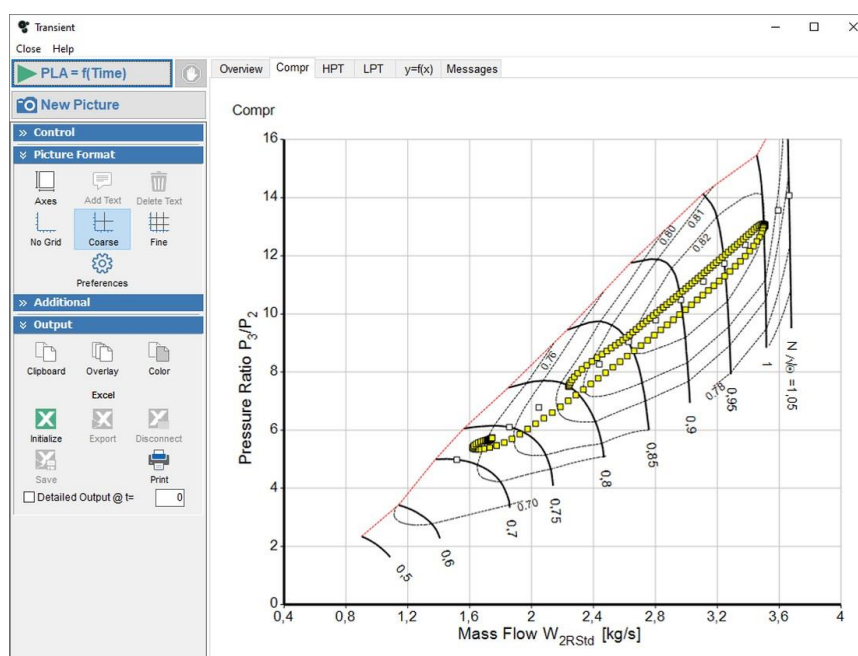 Transient
Close Help
PLA = f(Time)
New Picture
Control
Picture Format
Axes Add Text Delete Text
No Grid Coarse Fine
Preferences
Additional
Output
Clipboard Overlay Color
Excel
Initialize Export Disconnect
Save Print
Detailed Output @ t= 0
Overview Compr HPT LPT y=f(x) Messages
Compr
Pressure Ratio P3/P2
16
14
12
10
8
6
4
2
0
0,4 0,8 1,2 1,6 2 2,4 2,8 3,2 3,6 4
Mass Flow W2RStd [kg/s]
0.80
0.81
0.82
0.76
0.78
0.70
0,5
0,6
0,7
0,75
0,8
0,85
0,9
0,95
1
N/√Θ =1,05